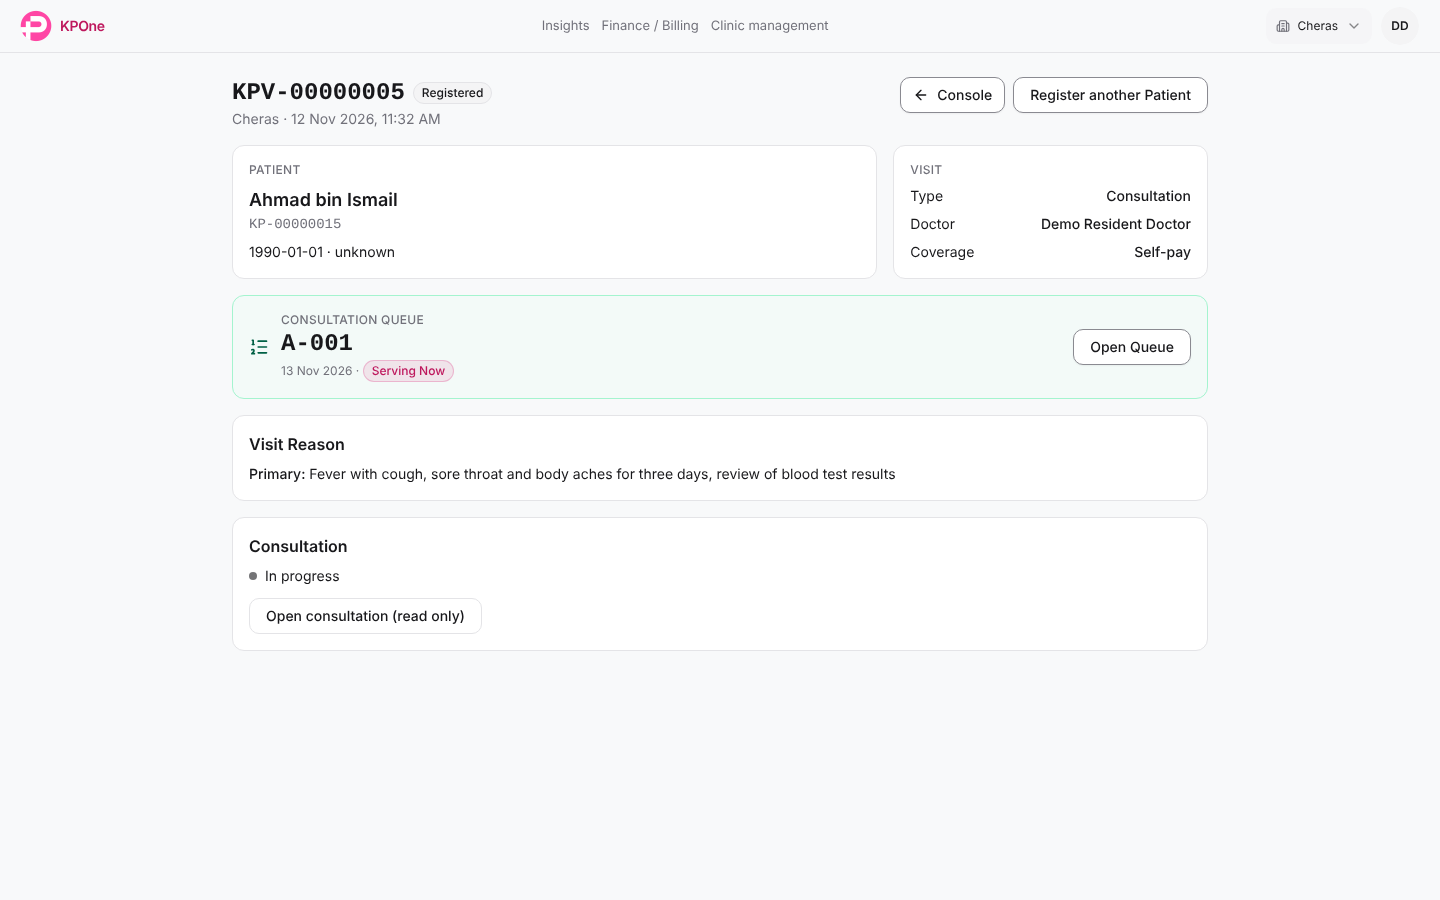 KPOne
Insights Finance / Billing Clinic management
Cheras
DD
KPV-00000005 Registered
Cheras · 12 Nov 2026, 11:32 AM
Console
Register another Patient
PATIENT
Ahmad bin Ismail
KP-00000015
1990-01-01 · unknown
VISIT
Type Consultation
Doctor Demo Resident Doctor
Coverage Self-pay
CONSULTATION QUEUE
A-001
13 Nov 2026 · Serving Now
Open Queue
Visit Reason
Primary: Fever with cough, sore throat and body aches for three days, review of blood test results
Consultation
In progress
Open consultation (read only)